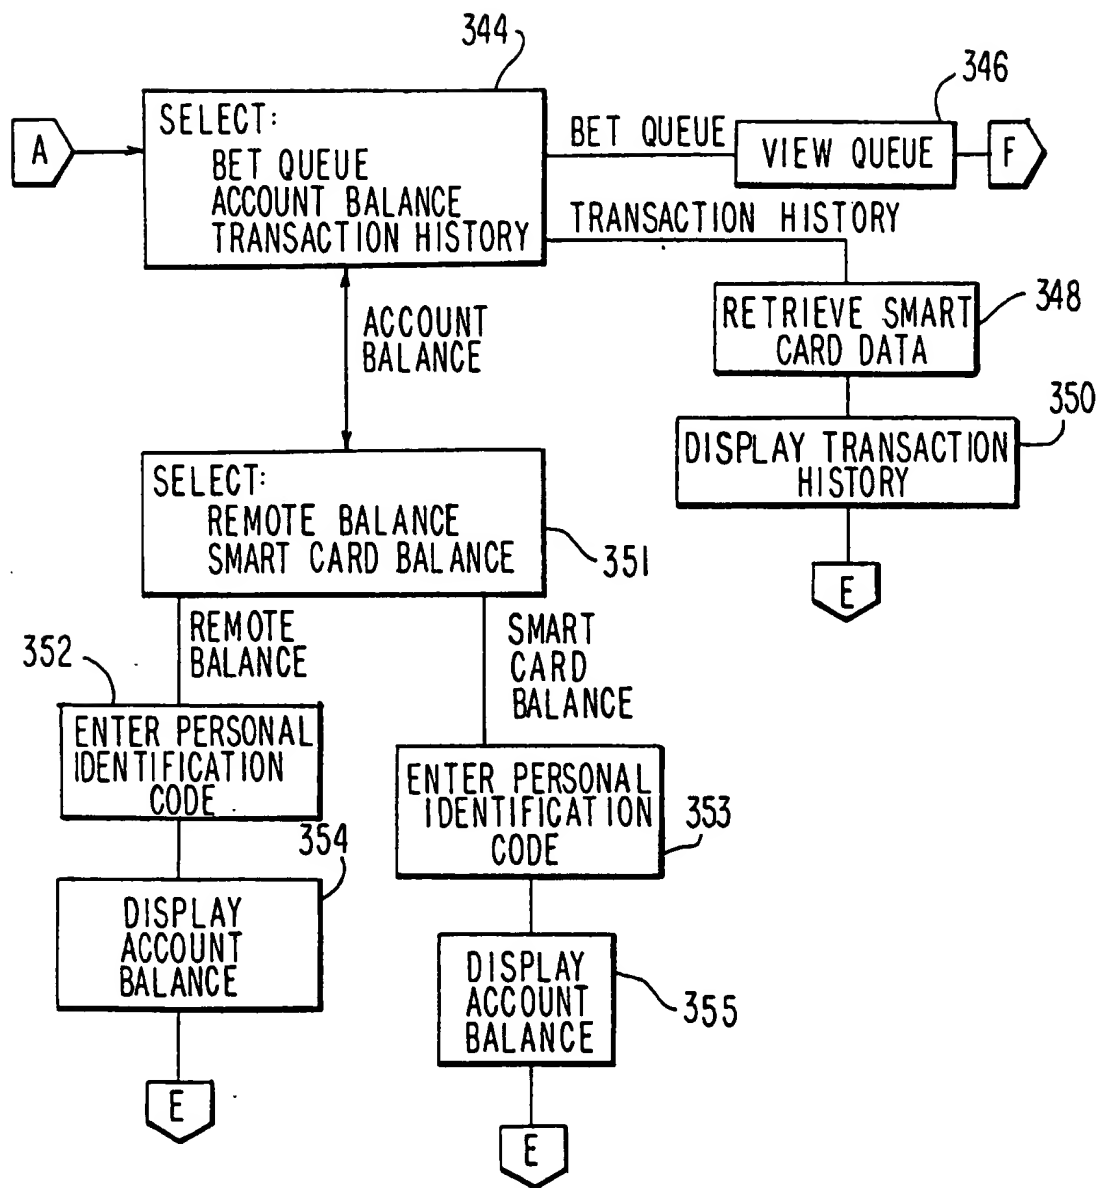 344
346
A
SELECT:
BET QUEUE
ACCOUNT BALANCE
TRANSACTION HISTORY
BET QUEUE
VIEW QUEUE
F
TRANSACTION HISTORY
RETRIEVE SMART
CARD DATA
348
ACCOUNT
BALANCE
350
DISPLAY TRANSACTION
HISTORY
E
SELECT:
REMOTE BALANCE
SMART CARD BALANCE
351
REMOTE
BALANCE
SMART
CARD
BALANCE
352
ENTER PERSONAL
IDENTIFICATION
CODE
ENTER PERSONAL
IDENTIFICATION
CODE
353
354
DISPLAY
ACCOUNT
BALANCE
DISPLAY
ACCOUNT
BALANCE
355
E
E